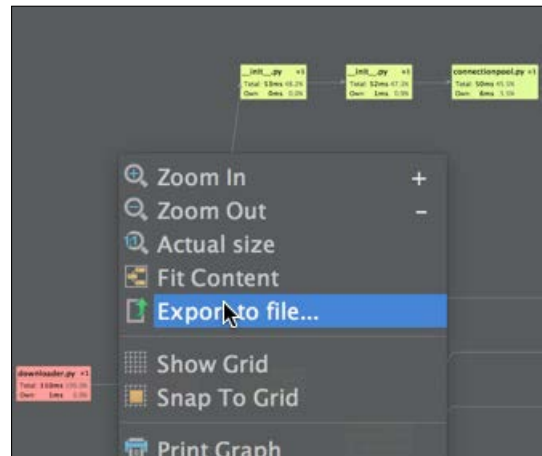 __init__.py ×1
Total: 53ms 48.2%
Own: 0ms 0.0%
__init__.py ×1
Total: 52ms 47.3%
Own: 1ms 0.9%
connectionpool.py ×1
Total: 50ms 45.5%
Own: 6ms 5.5%
Zoom In +
Zoom Out −
Actual size
Fit Content
Export to file...
Show Grid
downloader.py ×1
Total: 110ms 100.0%
Own: 1ms 0.9%
Snap To Grid
Print Graph